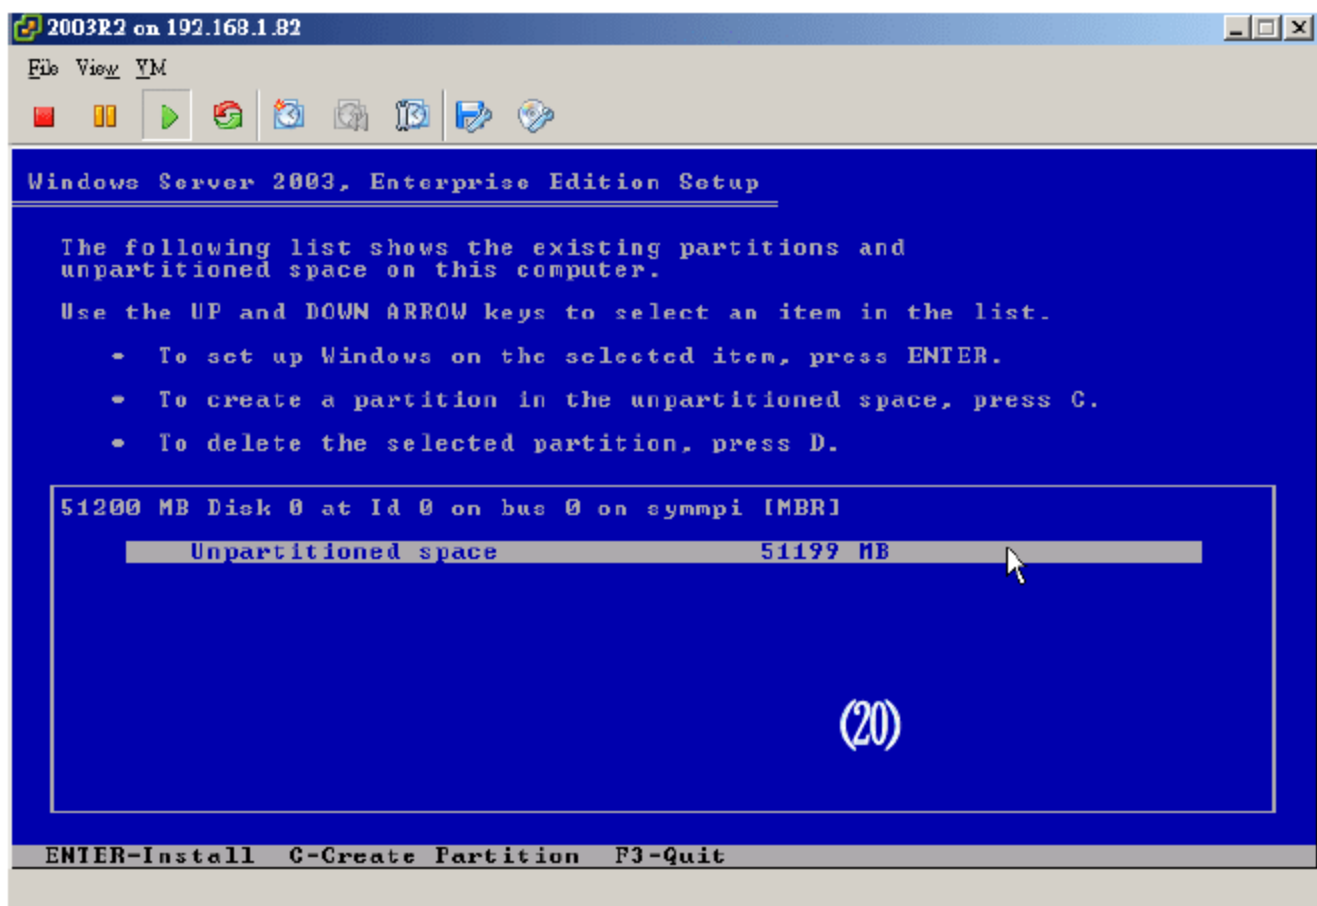 2003R2 on 192.168.1.82
File View VM
Windows Server 2003, Enterprise Edition Setup
The following list shows the existing partitions and
unpartitioned space on this computer.
Use the UP and DOWN ARROW keys to select an item in the list.
• To set up Windows on the selected item, press ENTER.
• To create a partition in the unpartitioned space, press C.
• To delete the selected partition, press D.
51200 MB Disk 0 at Id 0 on bus 0 on symmpi [MBR]
Unpartitioned space 51199 MB
(20)
ENTER=Install C=Create Partition F3=Quit